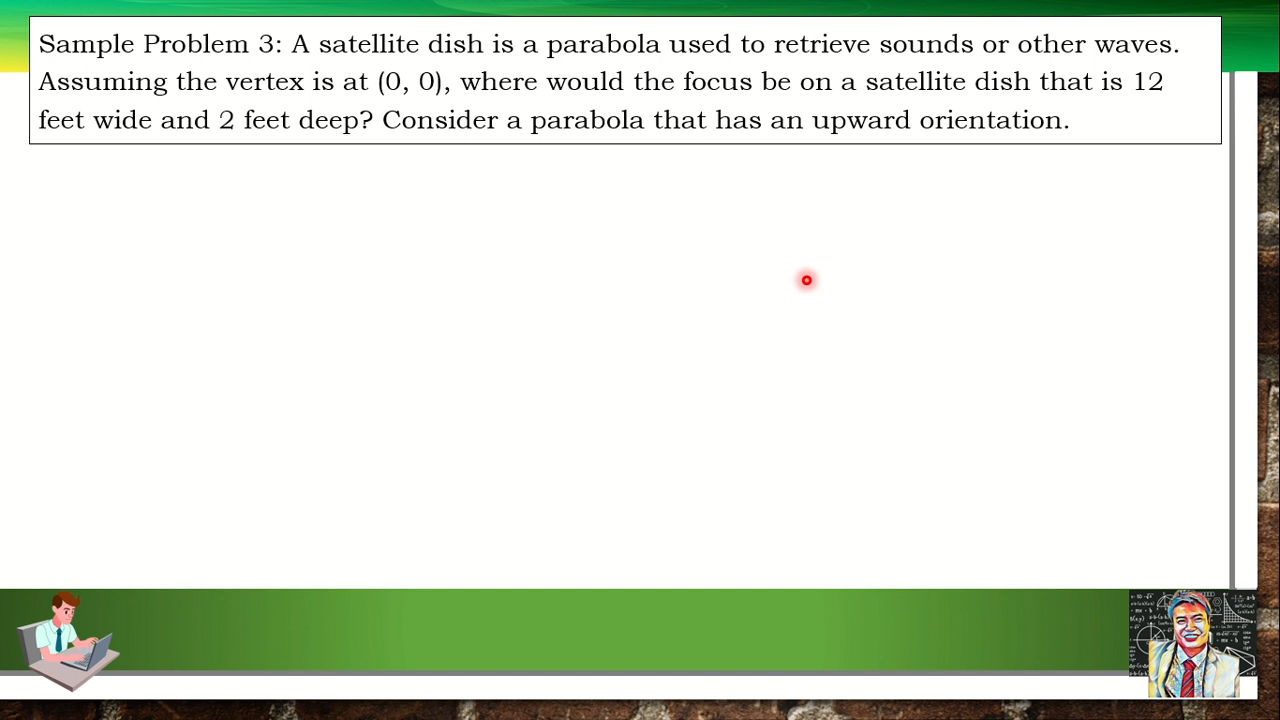 Sample Problem 3: A satellite dish is a parabola used to retrieve sounds or other waves.
Assuming the vertex is at (0, 0), where would the focus be on a satellite dish that is 12
feet wide and 2 feet deep? Consider a parabola that has an upward orientation.